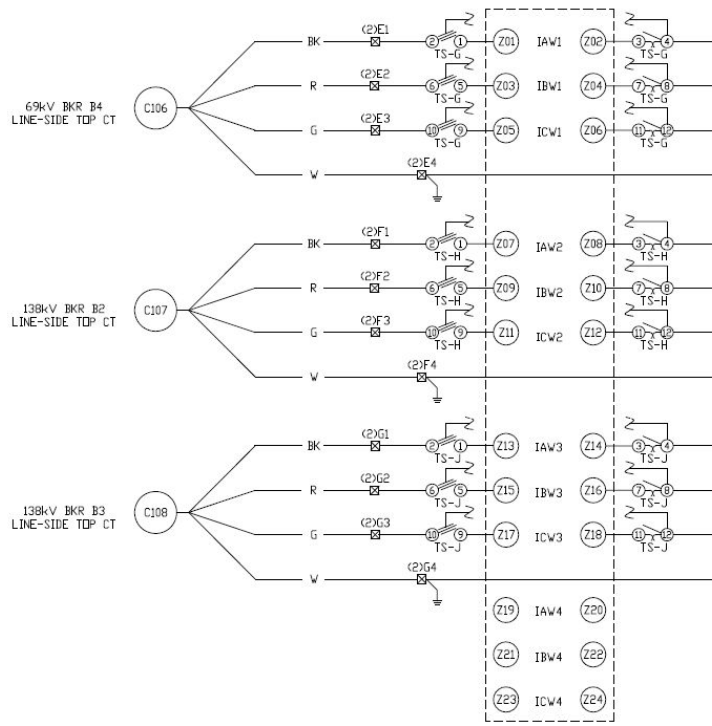 (2)E1
BK 2 1 Z01 IAW1 Z02 3 4
TS-G TS-G
(2)E2
R 6 5 Z03 IBW1 Z04 7 8
TS-G TS-G
69kV BKR B4
LINE-SIDE TOP CT
C106
(2)E3
G 10 9 Z05 ICW1 Z06 11 12
TS-G TS-G
(2)E4
W
(2)F1
BK 2 1 Z07 IAW2 Z08 3 4
TS-H TS-H
(2)F2
R 6 5 Z09 IBW2 Z10 7 8
TS-H TS-H
138kV BKR B2
LINE-SIDE TOP CT
C107
(2)F3
G 10 9 Z11 ICW2 Z12 11 12
TS-H TS-H
(2)F4
W
(2)G1
BK 2 1 Z13 IAW3 Z14 3 4
TS-J TS-J
(2)G2
R 6 5 Z15 IBW3 Z16 7 8
TS-J TS-J
138kV BKR B3
LINE-SIDE TOP CT
C108
(2)G3
G 10 9 Z17 ICW3 Z18 11 12
TS-J TS-J
(2)G4
W
Z19 IAW4 Z20
Z21 IBW4 Z22
Z23 ICW4 Z24